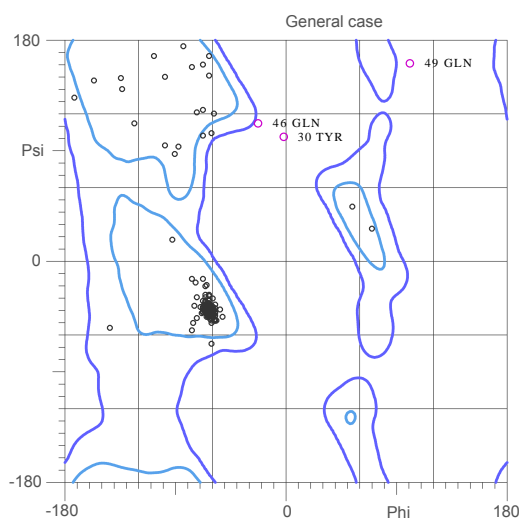 General case
180
49 GLN
46 GLN
30 TYR
Psi
0
-180
-180 0 Phi 180